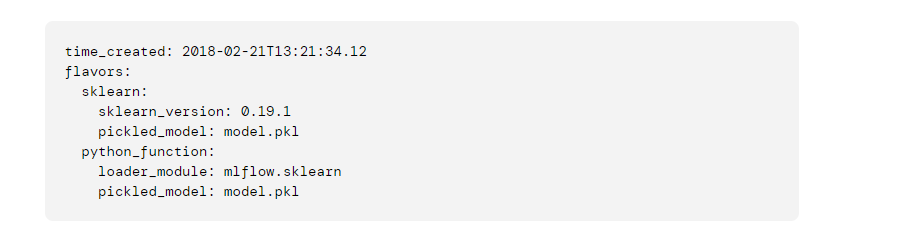 time_created: 2018-02-21T13:21:34.12
flavors:
  sklearn:
    sklearn_version: 0.19.1
    pickled_model: model.pkl
  python_function:
    loader_module: mlflow.sklearn
    pickled_model: model.pkl